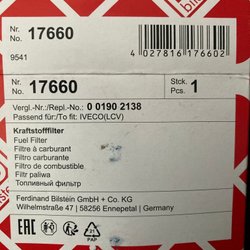 Nr. No. 17660
9541
4 027816 176602
Nr. No. 17660
Stck. Pcs. 1
Vergl.-Nr./Repl.-No.: 0 0190 2138
Passend für/To fit: IVECO(LCV)
Kraftstofffilter
Fuel Filter
Filtre à carburant
Filtro carburante
Filtro de combustible
Filtr paliwa
Топливный фильтр
Ferdinand Bilstein GmbH + Co. KG
Wilhelmstraße 47 | 58256 Ennepetal | Germany
EAC
PAP